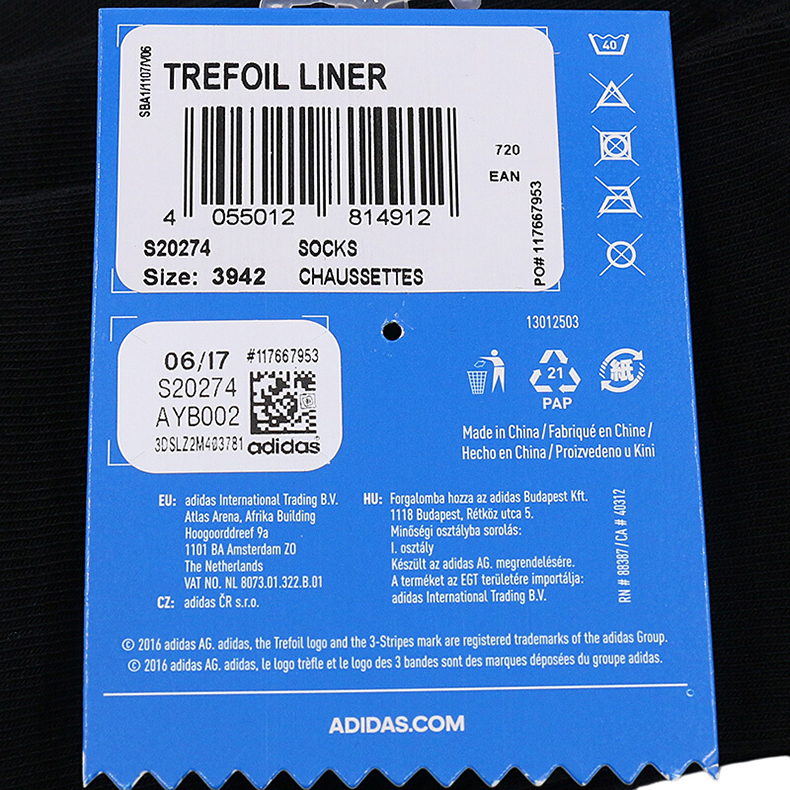 SBA1/1107/V06
TREFOIL LINER
720
EAN
4 055012 814912
S20274 SOCKS
Size: 3942 CHAUSSETTES
PO# 117667953
40
13012503
06/17 #117667953
S20274
AYB002
3DSLZ2M403781 adidas
21
PAP
紙
Made in China / Fabriqué en Chine /
Hecho en China / Proizvedeno u Kini
EU: adidas International Trading B.V.
Atlas Arena, Afrika Building
Hoogoorddreef 9a
1101 BA Amsterdam ZO
The Netherlands
VAT NO. NL 8073.01.322.B.01
CZ: adidas ČR s.r.o.
HU: Forgalomba hozza az adidas Budapest Kft.
1118 Budapest, Rétköz utca 5.
Minőségi osztályba sorolás:
I. osztály
Készült az adidas AG. megrendelésére.
A terméket az EGT területére importálja:
adidas International Trading B.V.
RN # 88387/CA # 40312
© 2016 adidas AG. adidas, the Trefoil logo and the 3-Stripes mark are registered trademarks of the adidas Group.
© 2016 adidas AG. adidas, le logo trèfle et le logo des 3 bandes sont des marques déposées du groupe adidas.
ADIDAS.COM